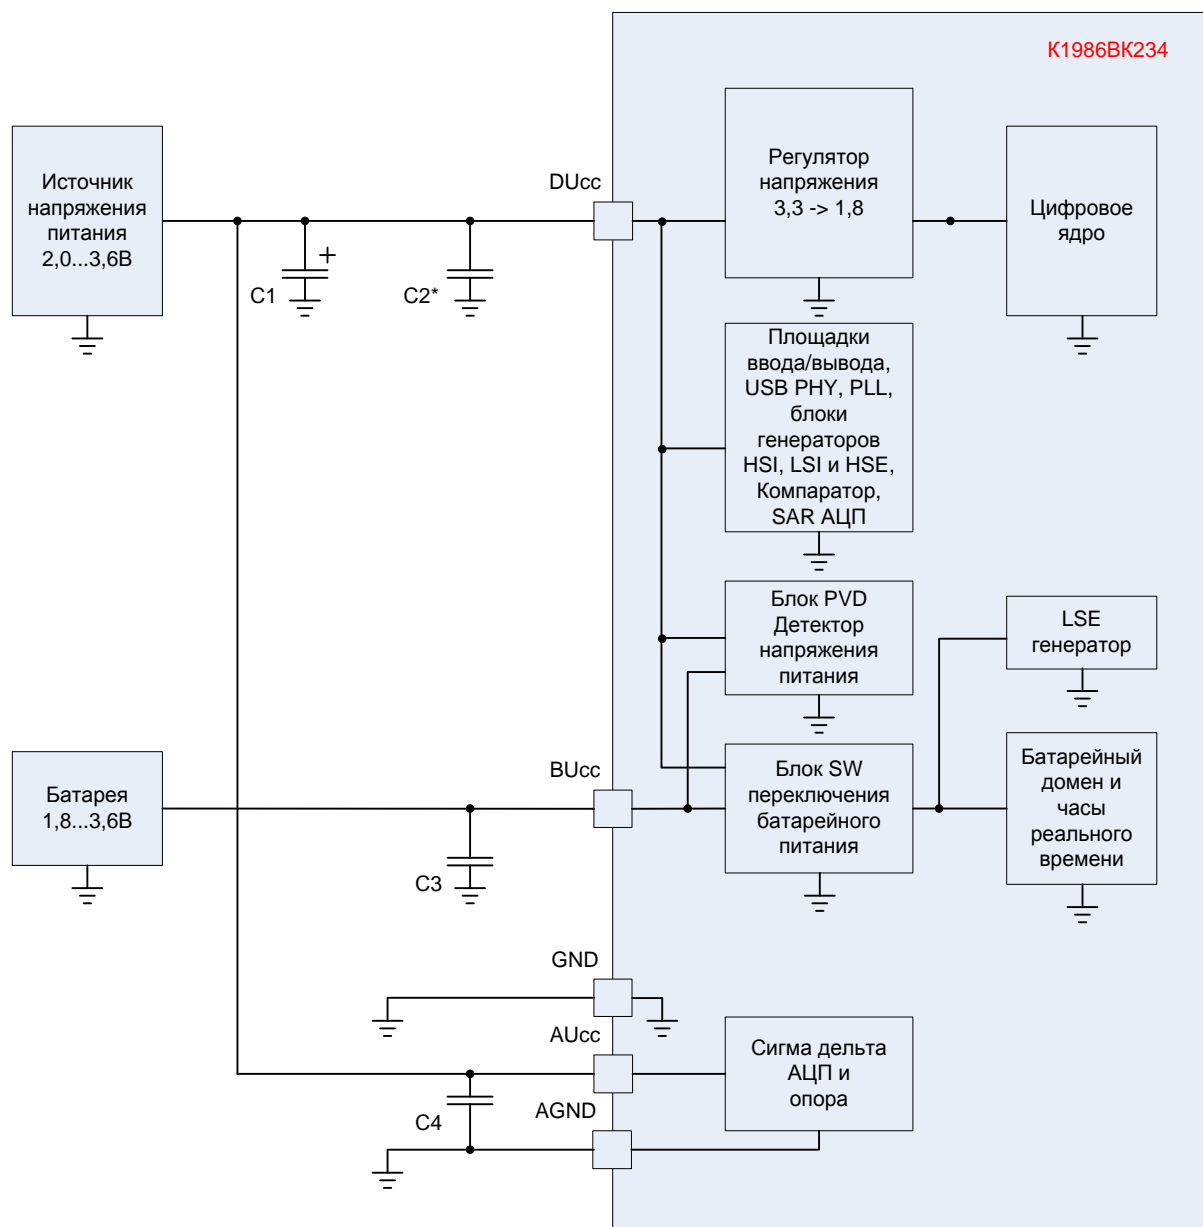 К1986ВК234
Источник
напряжения
питания
2,0...3,6В
DUcc
Регулятор
напряжения
3,3 -> 1,8
Цифровое
ядро
+
C1
C2*
Площадки
ввода/вывода,
USB PHY, PLL,
блоки
генераторов
HSI, LSI и HSE,
Компаратор,
SAR АЦП
Блок PVD
Детектор
напряжения
питания
LSE
генератор
Батарея
1,8...3,6В
BUcc
Блок SW
переключения
батарейного
питания
Батарейный
домен и
часы
реального
времени
C3
GND
AUcc
Сигма дельта
АЦП и
опора
C4
AGND